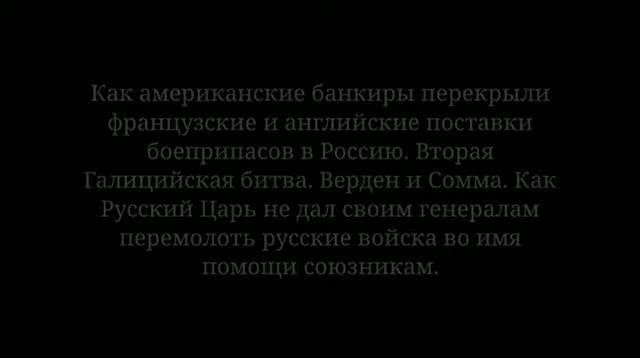 Как американские банкиры перекрыли
французские и английские поставки
боеприпасов в Россию. Вторая
Галицийская битва. Верден и Сомма. Как
Русский Царь не дал своим генералам
перемолоть русские войска во имя
помощи союзникам.